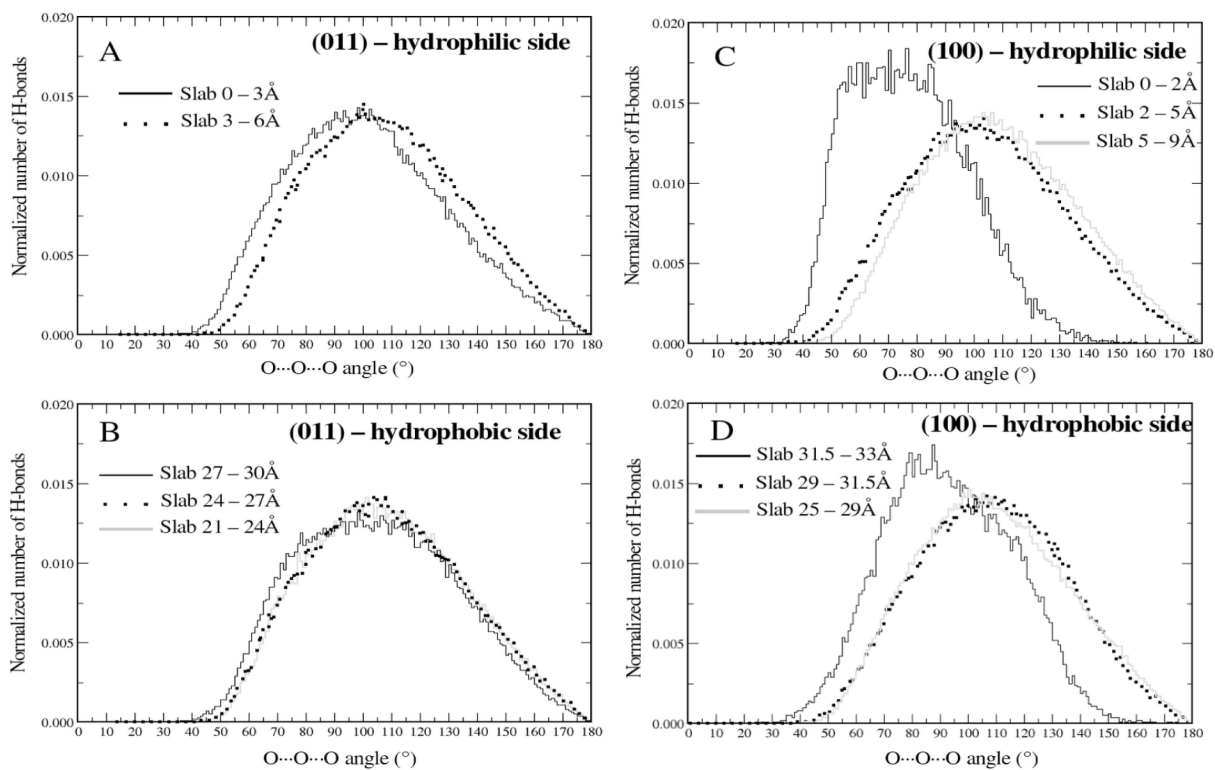 A
(011) – hydrophilic side
Slab 0 – 3Å
Slab 3 – 6Å
Normalized number of H-bonds
0.020
0.015
0.010
0.005
0.000
0 10 20 30 40 50 60 70 80 90 100 110 120 130 140 150 160 170 180
O···O···O angle (°)
C
(100) – hydrophilic side
Slab 0 – 2Å
Slab 2 – 5Å
Slab 5 – 9Å
Normalized number of H-bonds
0.020
0.015
0.010
0.005
0.000
0 10 20 30 40 50 60 70 80 90 100 110 120 130 140 150 160 170 180
O···O···O angle (°)
B
(011) – hydrophobic side
Slab 27 – 30Å
Slab 24 – 27Å
Slab 21 – 24Å
Normalized number of H-bonds
0.020
0.015
0.010
0.005
0.000
0 10 20 30 40 50 60 70 80 90 100 110 120 130 140 150 160 170 180
O···O···O angle (°)
D
(100) – hydrophobic side
Slab 31.5 – 33Å
Slab 29 – 31.5Å
Slab 25 – 29Å
Normalized number of H-bonds
0.020
0.015
0.010
0.005
0.000
0 10 20 30 40 50 60 70 80 90 100 110 120 130 140 150 160 170 180
O···O···O angle (°)